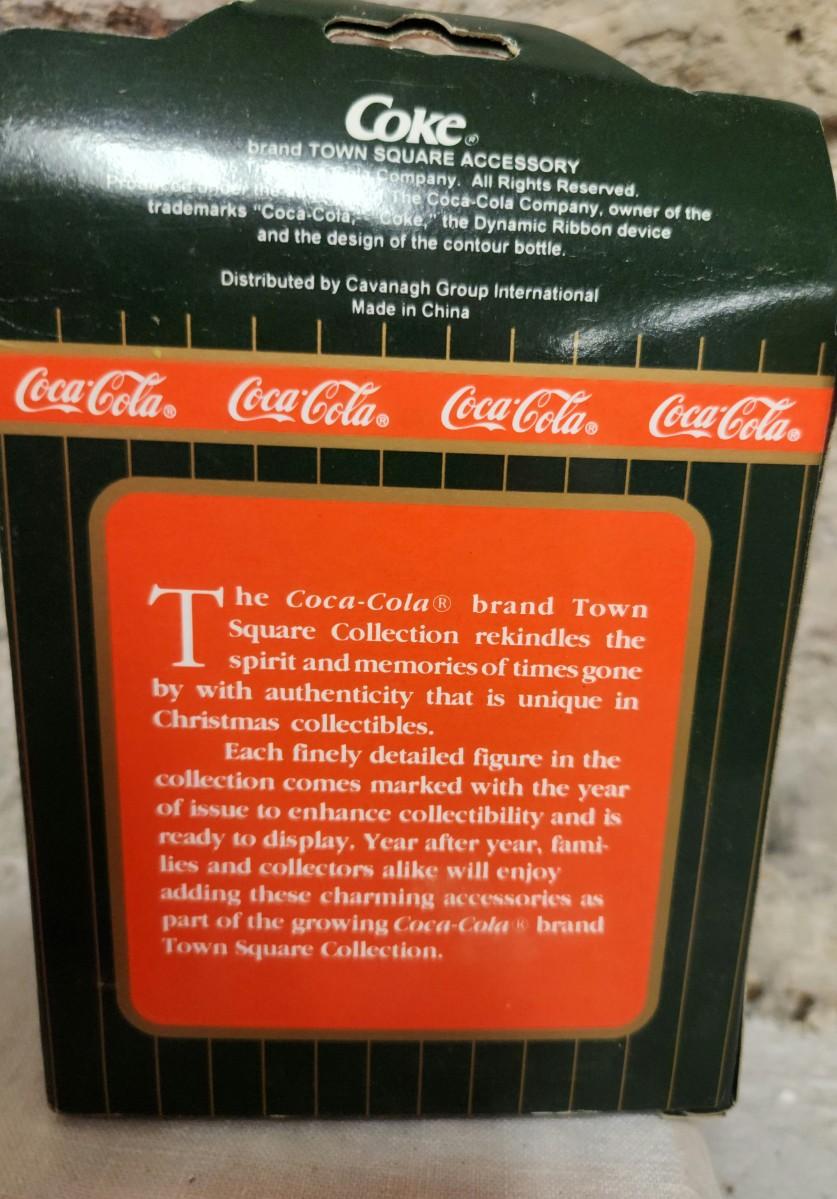 Coke®
brand TOWN SQUARE ACCESSORY
Company. All Rights Reserved.
Produced under the The Coca-Cola Company, owner of the
trademarks "Coca-Cola," "Coke," the Dynamic Ribbon device
and the design of the contour bottle.
Distributed by Cavanagh Group International
Made in China
Coca-Cola® Coca-Cola® Coca-Cola® Coca-Cola®
The Coca-Cola® brand Town
Square Collection rekindles the
spirit and memories of times gone
by with authenticity that is unique in
Christmas collectibles.
Each finely detailed figure in the
collection comes marked with the year
of issue to enhance collectibility and is
ready to display. Year after year, fami-
lies and collectors alike will enjoy
adding these charming accessories as
part of the growing Coca-Cola® brand
Town Square Collection.